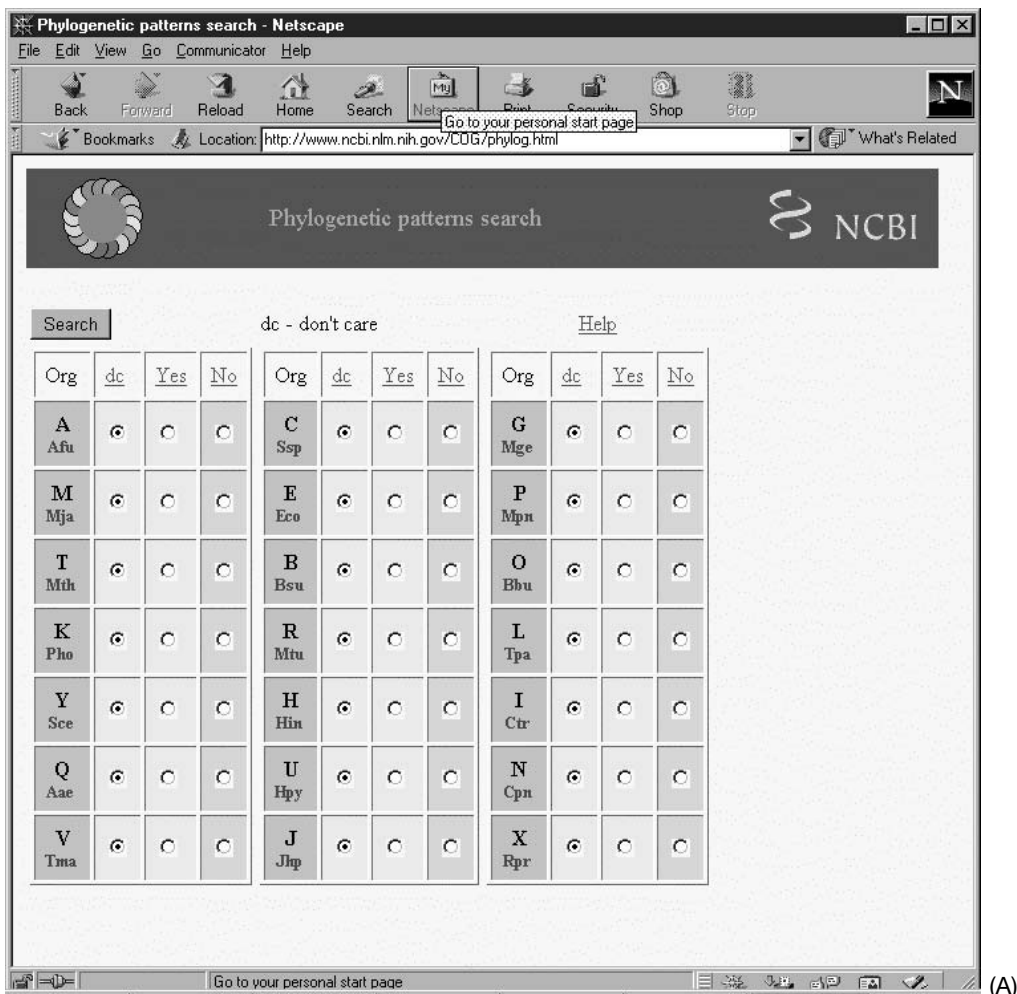 Phylogenetic patterns search - Netscape
File Edit View Go Communicator Help
Back Forward Reload Home Search Netscape Print Security Shop Stop
My
N
Go to your personal start page
Bookmarks Location: http://www.ncbi.nlm.nih.gov/COG/phylog.html What's Related
Phylogenetic patterns search
NCBI
Search dc - don't care Help
Org dc Yes No Org dc Yes No Org dc Yes No
A C G
Afu Ssp Mge
M E P
Mja Eco Mpn
T B O
Mth Bsu Bbu
K R L
Pho Mtu Tpa
Y H I
Sce Hin Ctr
Q U N
Aae Hpy Cpn
V J X
Tma Jhp Rpr
Go to your personal start page
(A)